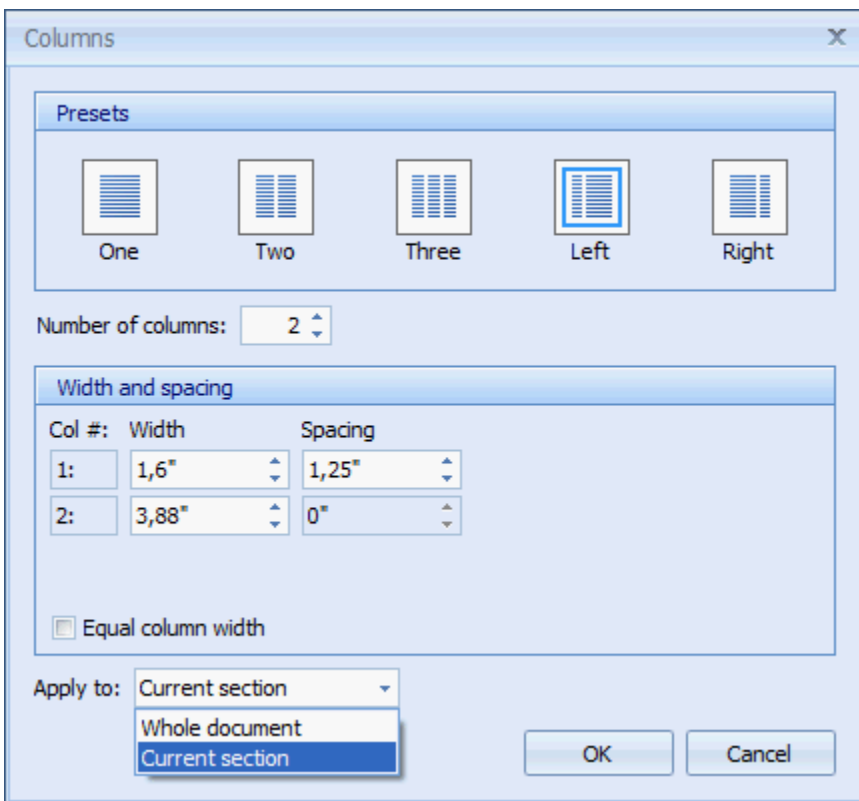 Columns
Presets
One Two Three Left Right
Number of columns: 2
Width and spacing
Col #: Width Spacing
1: 1,6" 1,25"
2: 3,88" 0"
Equal column width
Apply to: Current section
Whole document
Current section
OK Cancel